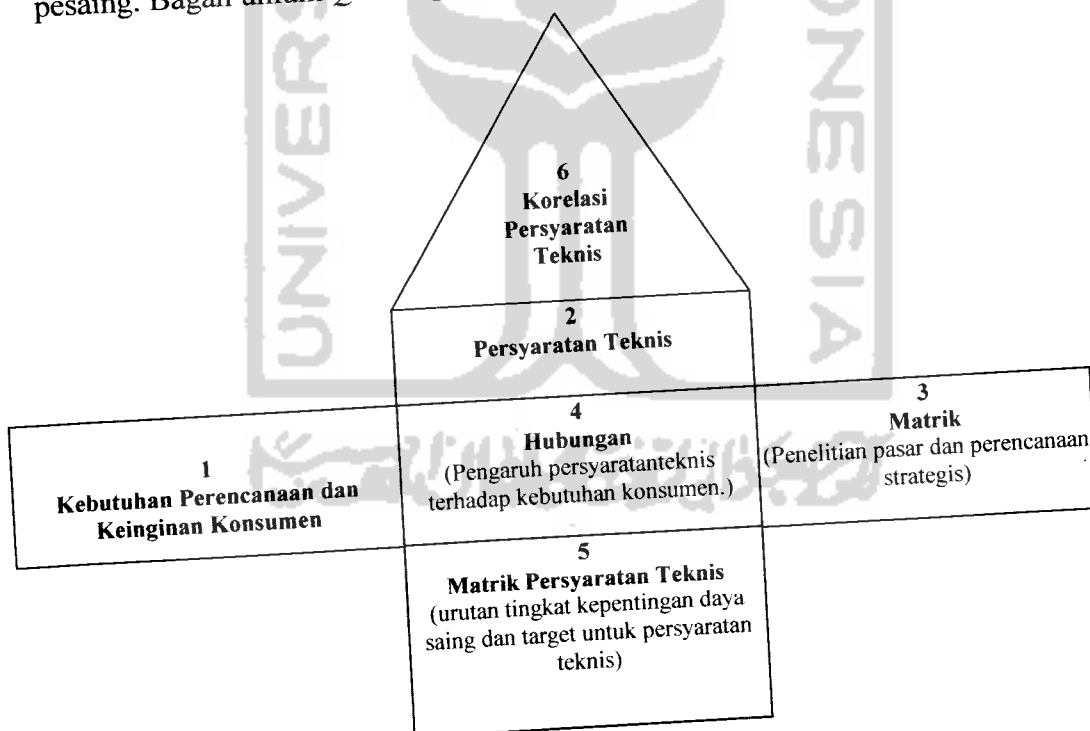 pesaing. Bagan umum
6
Korelasi
Persyaratan
Teknis
2
Persyaratan Teknis
1
Kebutuhan Perencanaan dan
Keinginan Konsumen
4
Hubungan
(Pengaruh persyaratanteknis
terhadap kebutuhan konsumen.)
3
Matrik
(Penelitian pasar dan perencanaan
strategis)
5
Matrik Persyaratan Teknis
(urutan tingkat kepentingan daya
saing dan target untuk persyaratan
teknis)
UNIVERS
ONESIA